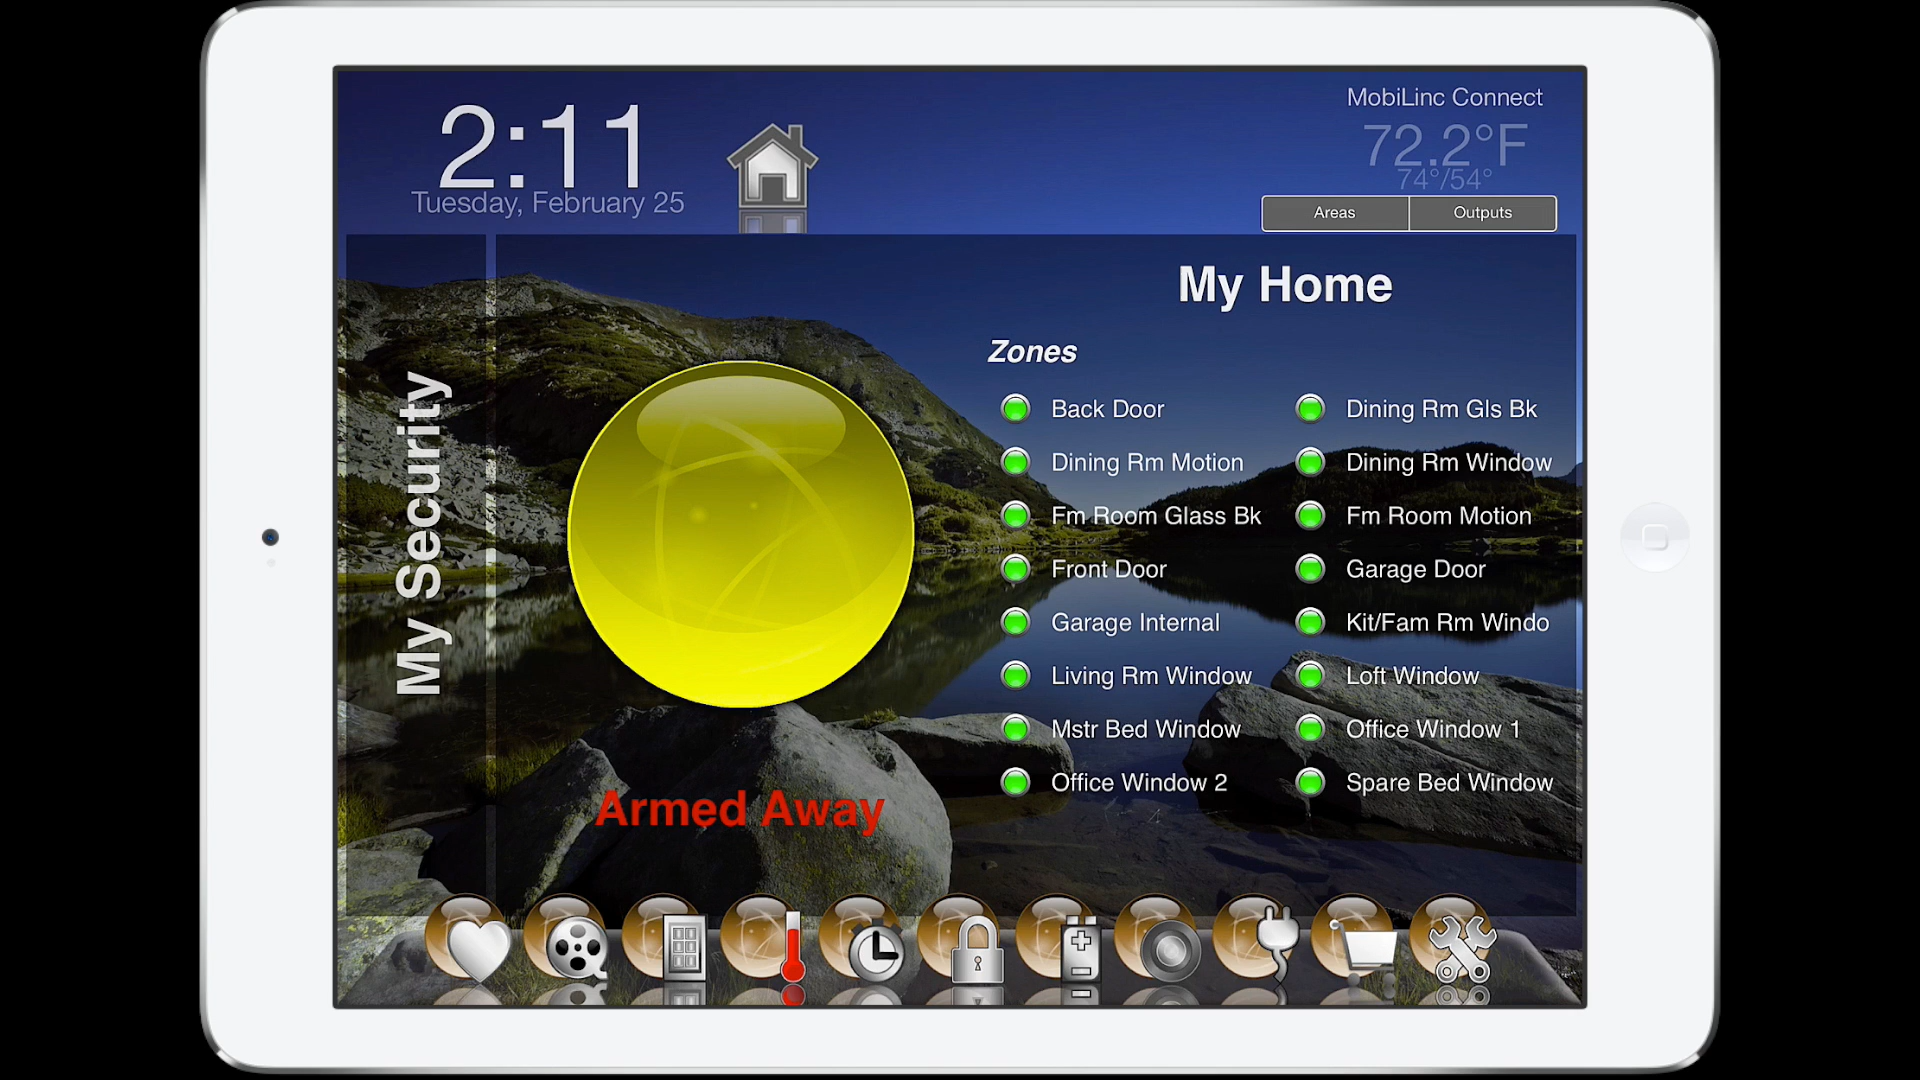 2:11
Tuesday, February 25
MobiLinc Connect
72.2°F
74°/54°
Areas
Outputs
My Security
My Home
Zones
Back Door
Dining Rm Gls Bk
Dining Rm Motion
Dining Rm Window
Fm Room Glass Bk
Fm Room Motion
Front Door
Garage Door
Garage Internal
Kit/Fam Rm Windo
Living Rm Window
Loft Window
Mstr Bed Window
Office Window 1
Office Window 2
Spare Bed Window
Armed Away